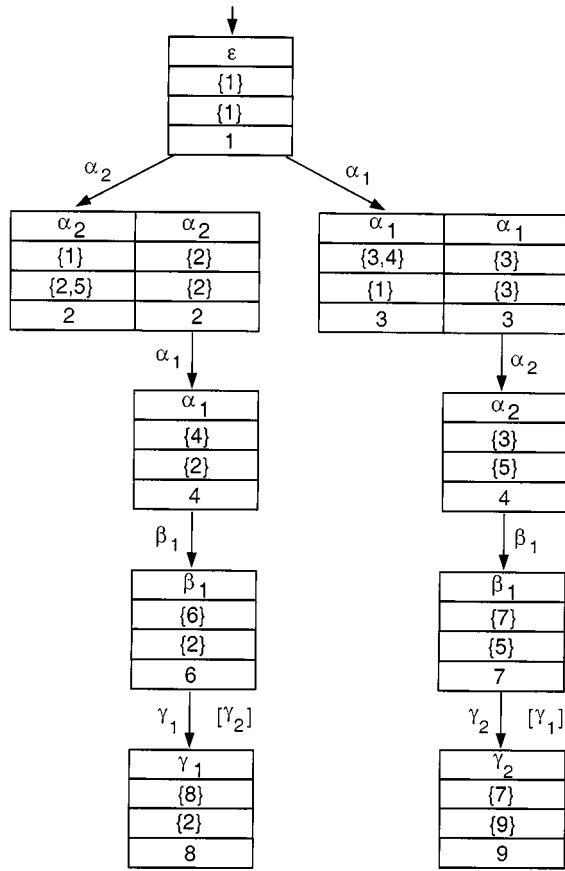 ε
{1}
{1}
1
α₂ α₁
α₂ α₂ α₁ α₁
{1} {2} {3,4} {3}
{2,5} {2} {1} {3}
2 2 3 3
α₁ α₂
α₁ α₂
{4} {3}
{2} {5}
4 4
β₁ β₁
β₁ β₁
{6} {7}
{2} {5}
6 7
γ₁ [γ₂] γ₂ [γ₁]
γ₁ γ₂
{8} {7}
{2} {9}
8 9